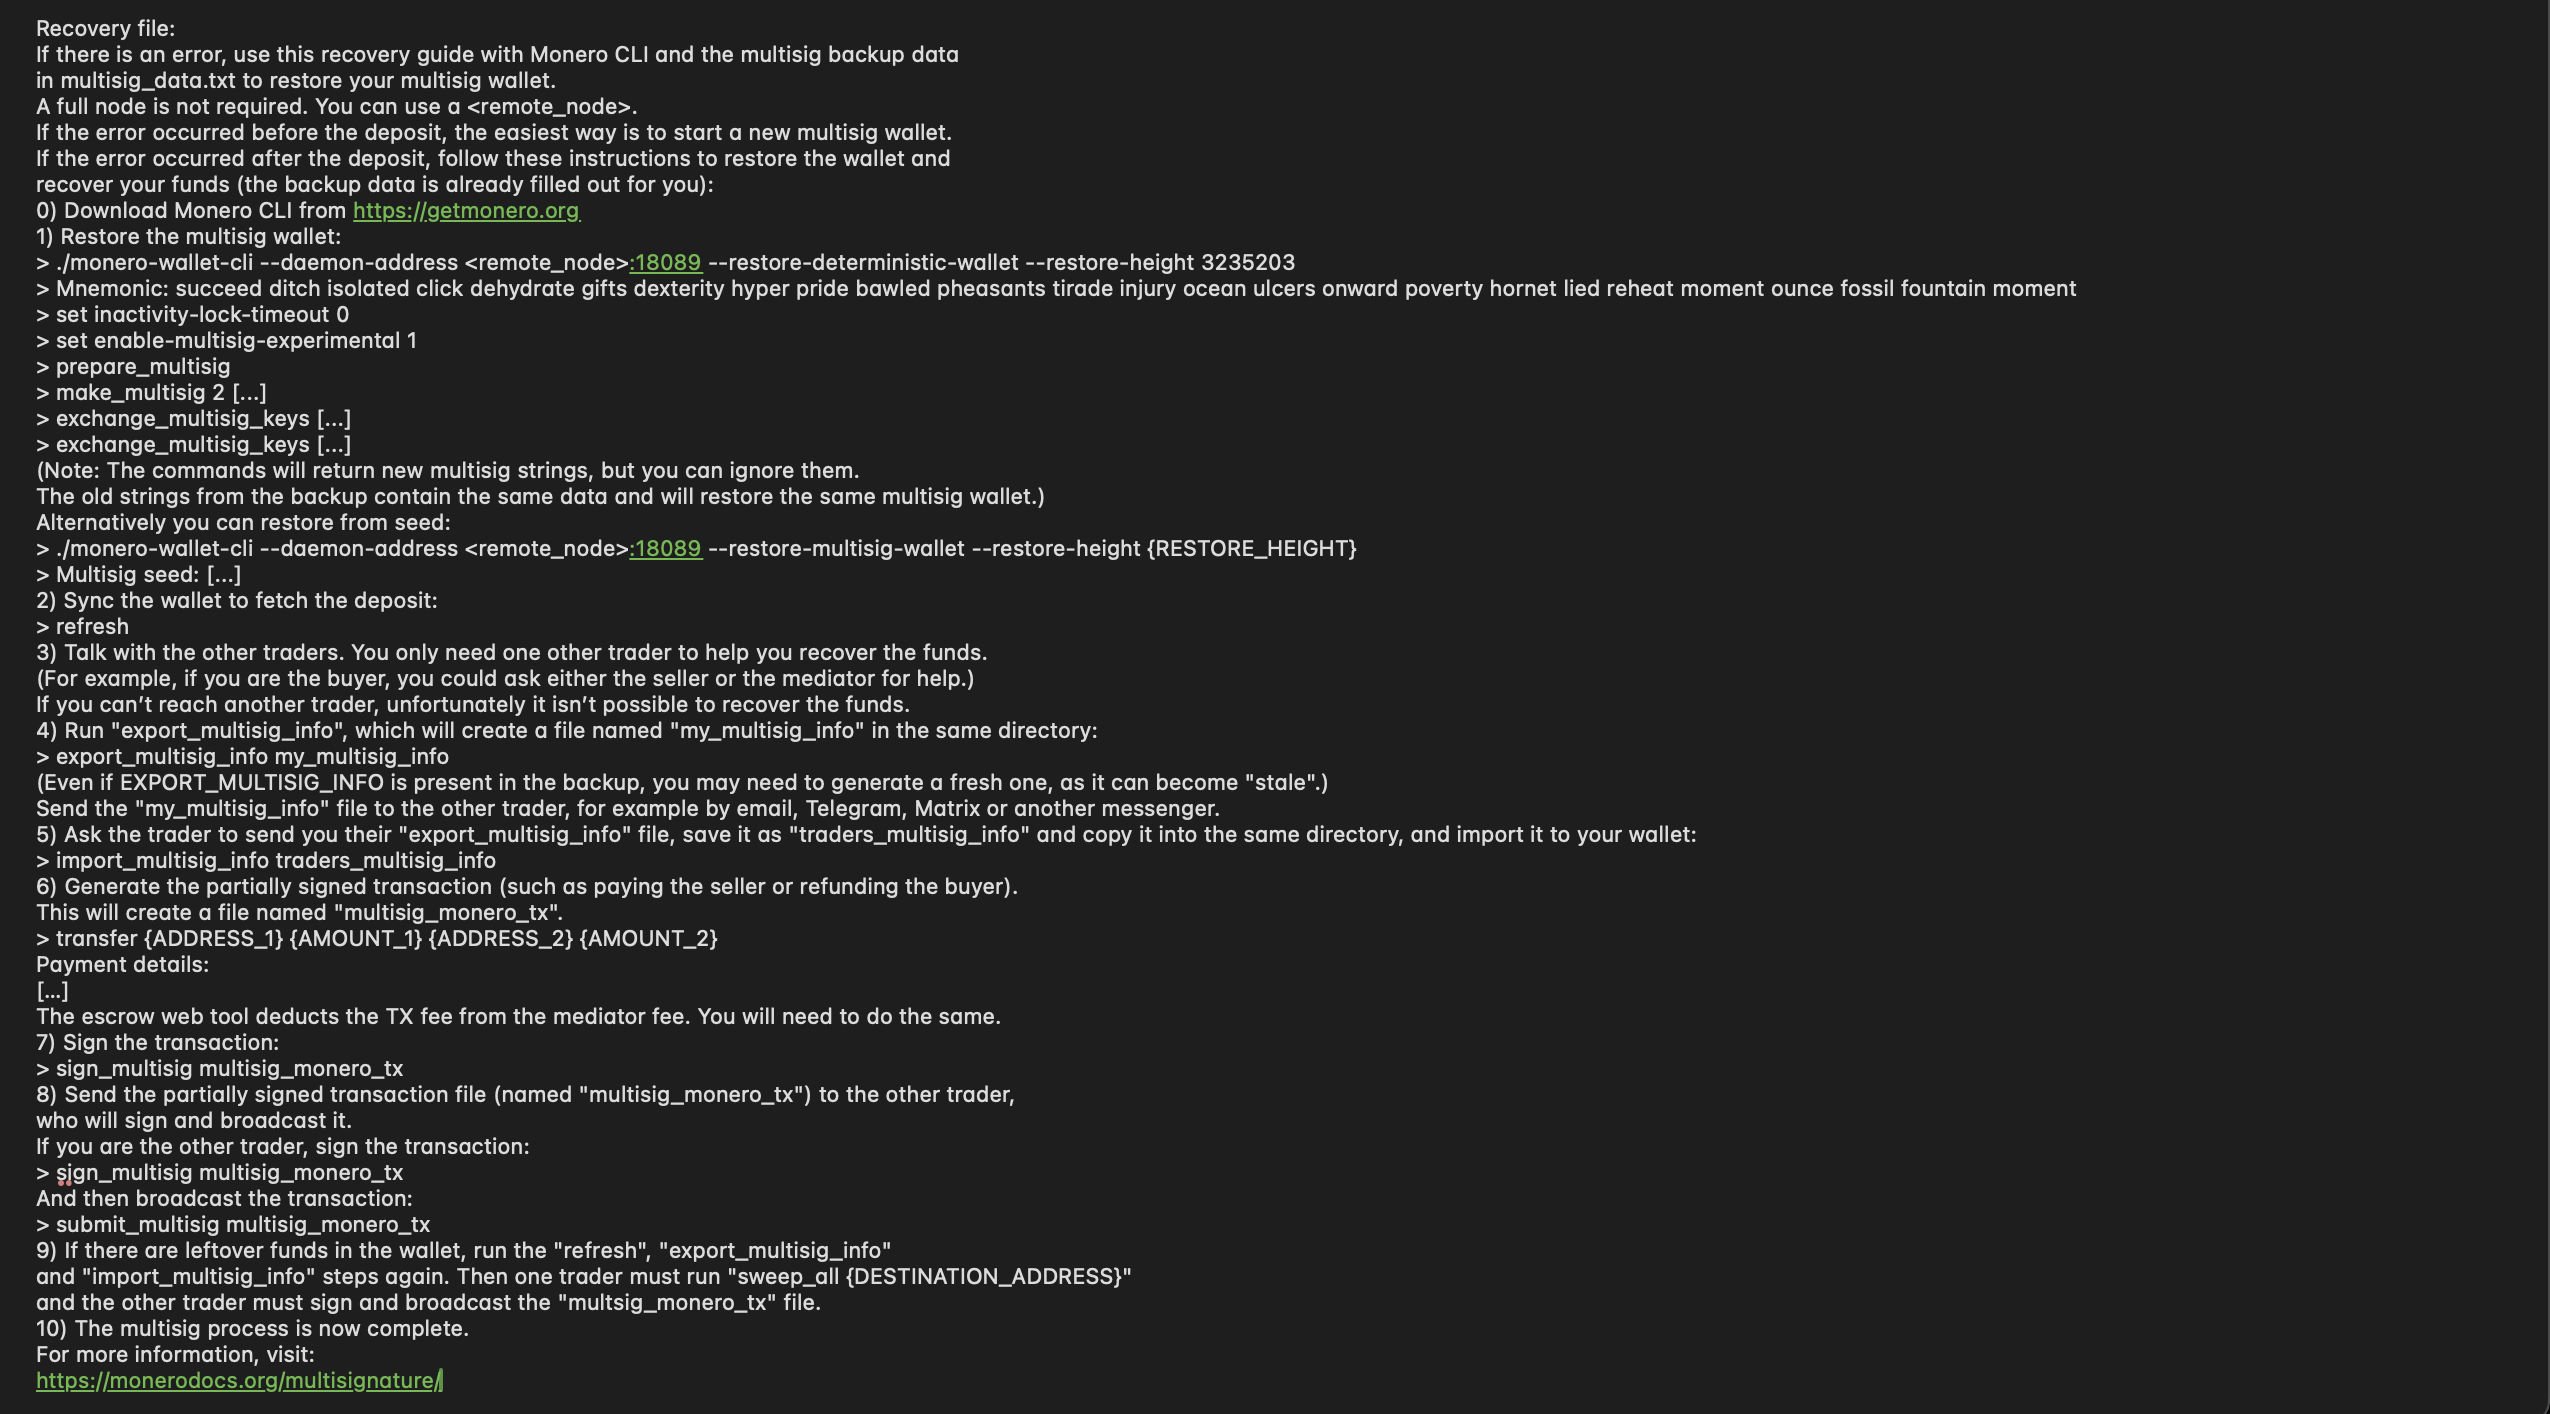 Recovery file:
If there is an error, use this recovery guide with Monero CLI and the multisig backup data
in multisig_data.txt to restore your multisig wallet.
A full node is not required. You can use a <remote_node>.
If the error occurred before the deposit, the easiest way is to start a new multisig wallet.
If the error occurred after the deposit, follow these instructions to restore the wallet and
recover your funds (the backup data is already filled out for you):
0) Download Monero CLI from https://getmonero.org
1) Restore the multisig wallet:
> ./monero-wallet-cli --daemon-address <remote_node>:18089 --restore-deterministic-wallet --restore-height 3235203
> Mnemonic: succeed ditch isolated click dehydrate gifts dexterity hyper pride bawled pheasants tirade injury ocean ulcers onward poverty hornet lied reheat moment ounce fossil fountain moment
> set inactivity-lock-timeout 0
> set enable-multisig-experimental 1
> prepare_multisig
> make_multisig 2 [...]
> exchange_multisig_keys [...]
> exchange_multisig_keys [...]
(Note: The commands will return new multisig strings, but you can ignore them.
The old strings from the backup contain the same data and will restore the same multisig wallet.)
Alternatively you can restore from seed:
> ./monero-wallet-cli --daemon-address <remote_node>:18089 --restore-multisig-wallet --restore-height {RESTORE_HEIGHT}
> Multisig seed: [...]
2) Sync the wallet to fetch the deposit:
> refresh
3) Talk with the other traders. You only need one other trader to help you recover the funds.
(For example, if you are the buyer, you could ask either the seller or the mediator for help.)
If you can’t reach another trader, unfortunately it isn’t possible to recover the funds.
4) Run "export_multisig_info", which will create a file named "my_multisig_info" in the same directory:
> export_multisig_info my_multisig_info
(Even if EXPORT_MULTISIG_INFO is present in the backup, you may need to generate a fresh one, as it can become "stale".)
Send the "my_multisig_info" file to the other trader, for example by email, Telegram, Matrix or another messenger.
5) Ask the trader to send you their "export_multisig_info" file, save it as "traders_multisig_info" and copy it into the same directory, and import it to your wallet:
> import_multisig_info traders_multisig_info
6) Generate the partially signed transaction (such as paying the seller or refunding the buyer).
This will create a file named "multisig_monero_tx".
> transfer {ADDRESS_1} {AMOUNT_1} {ADDRESS_2} {AMOUNT_2}
Payment details:
[...]
The escrow web tool deducts the TX fee from the mediator fee. You will need to do the same.
7) Sign the transaction:
> sign_multisig multisig_monero_tx
8) Send the partially signed transaction file (named "multisig_monero_tx") to the other trader,
who will sign and broadcast it.
If you are the other trader, sign the transaction:
> sign_multisig multisig_monero_tx
And then broadcast the transaction:
> submit_multisig multisig_monero_tx
9) If there are leftover funds in the wallet, run the "refresh", "export_multisig_info"
and "import_multisig_info" steps again. Then one trader must run "sweep_all {DESTINATION_ADDRESS}"
and the other trader must sign and broadcast the "multsig_monero_tx" file.
10) The multisig process is now complete.
For more information, visit:
https://monerodocs.org/multisignature/